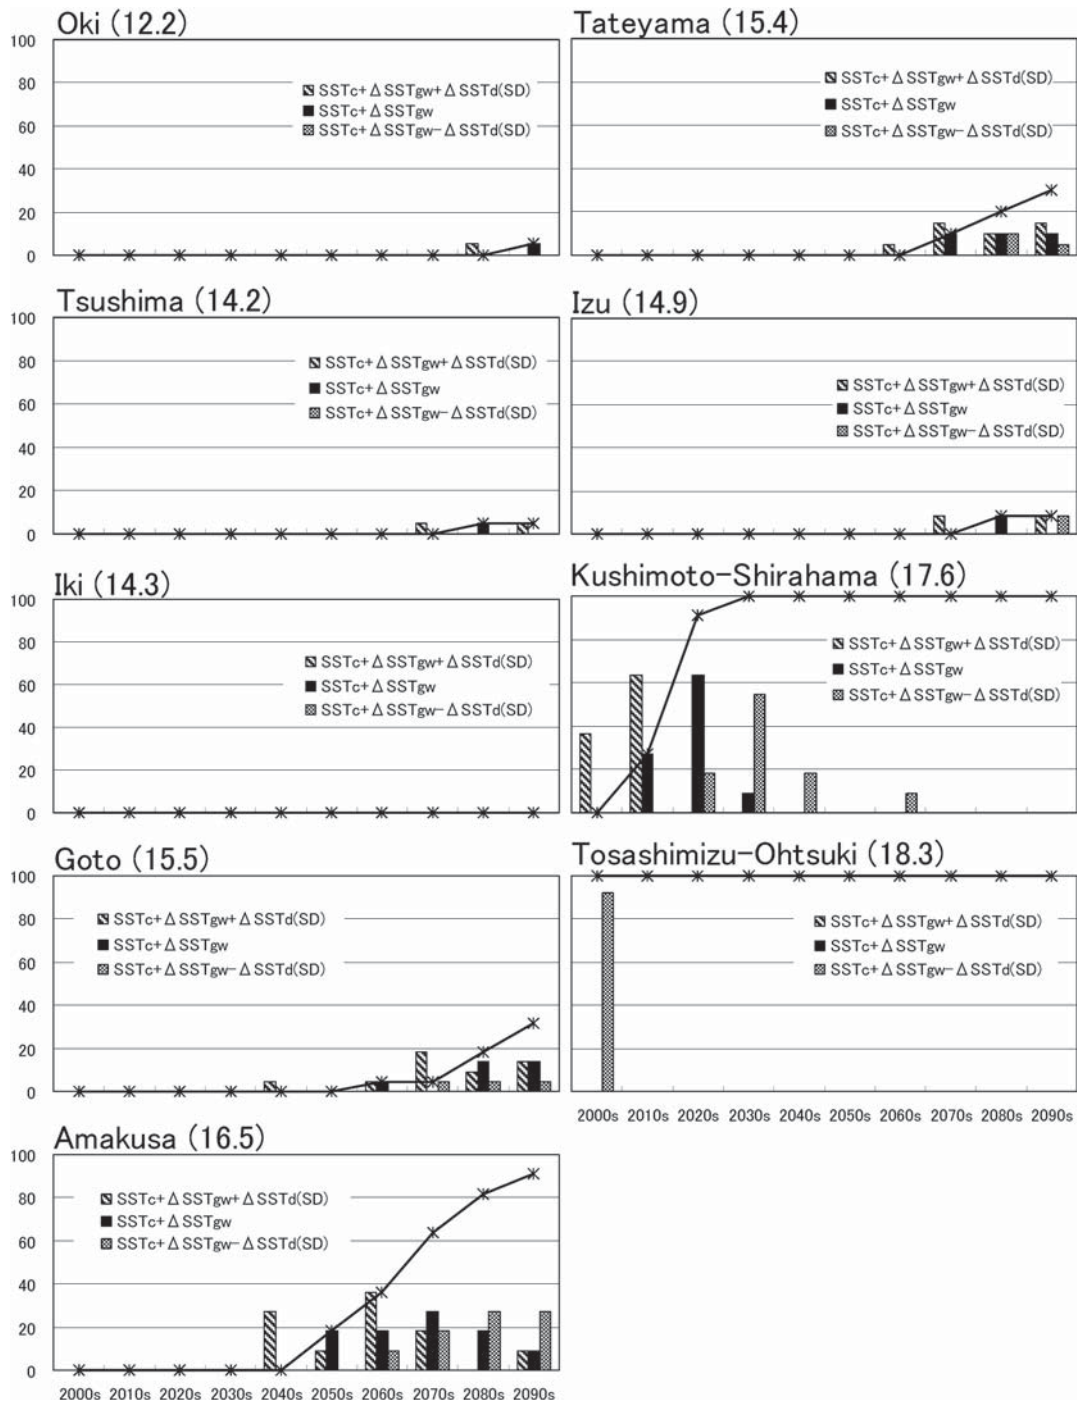 Oki (12.2)
100
80
60
40
20
0
SSTc+ΔSSTgw+ΔSSTd(SD)
SSTc+ΔSSTgw
SSTc+ΔSSTgw-ΔSSTd(SD)
Tateyama (15.4)
SSTc+ΔSSTgw+ΔSSTd(SD)
SSTc+ΔSSTgw
SSTc+ΔSSTgw-ΔSSTd(SD)
Tsushima (14.2)
100
80
60
40
20
0
SSTc+ΔSSTgw+ΔSSTd(SD)
SSTc+ΔSSTgw
SSTc+ΔSSTgw-ΔSSTd(SD)
Izu (14.9)
SSTc+ΔSSTgw+ΔSSTd(SD)
SSTc+ΔSSTgw
SSTc+ΔSSTgw-ΔSSTd(SD)
Iki (14.3)
100
80
60
40
20
0
SSTc+ΔSSTgw+ΔSSTd(SD)
SSTc+ΔSSTgw
SSTc+ΔSSTgw-ΔSSTd(SD)
Kushimoto-Shirahama (17.6)
SSTc+ΔSSTgw+ΔSSTd(SD)
SSTc+ΔSSTgw
SSTc+ΔSSTgw-ΔSSTd(SD)
Goto (15.5)
100
80
60
40
20
0
SSTc+ΔSSTgw+ΔSSTd(SD)
SSTc+ΔSSTgw
SSTc+ΔSSTgw-ΔSSTd(SD)
Tosashimizu-Ohtsuki (18.3)
SSTc+ΔSSTgw+ΔSSTd(SD)
SSTc+ΔSSTgw
SSTc+ΔSSTgw-ΔSSTd(SD)
2000s 2010s 2020s 2030s 2040s 2050s 2060s 2070s 2080s 2090s
Amakusa (16.5)
100
80
60
40
20
0
SSTc+ΔSSTgw+ΔSSTd(SD)
SSTc+ΔSSTgw
SSTc+ΔSSTgw-ΔSSTd(SD)
2000s 2010s 2020s 2030s 2040s 2050s 2060s 2070s 2080s 2090s